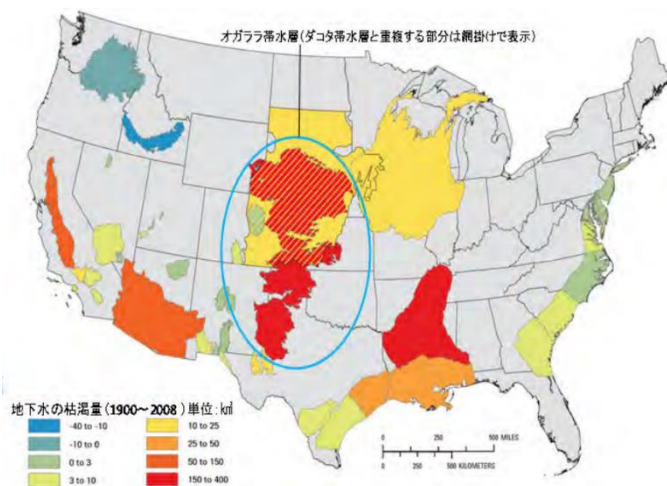 オガララ帯水層(ダコタ帯水層と重複する部分は網掛けで表示)
地下水の枯渇量(1900~2008)単位:km³
-40 to -10
-10 to 0
0 to 3
3 to 10
10 to 25
25 to 50
50 to 150
150 to 400
0 250 500 MILES
0 250 500 KILOMETERS